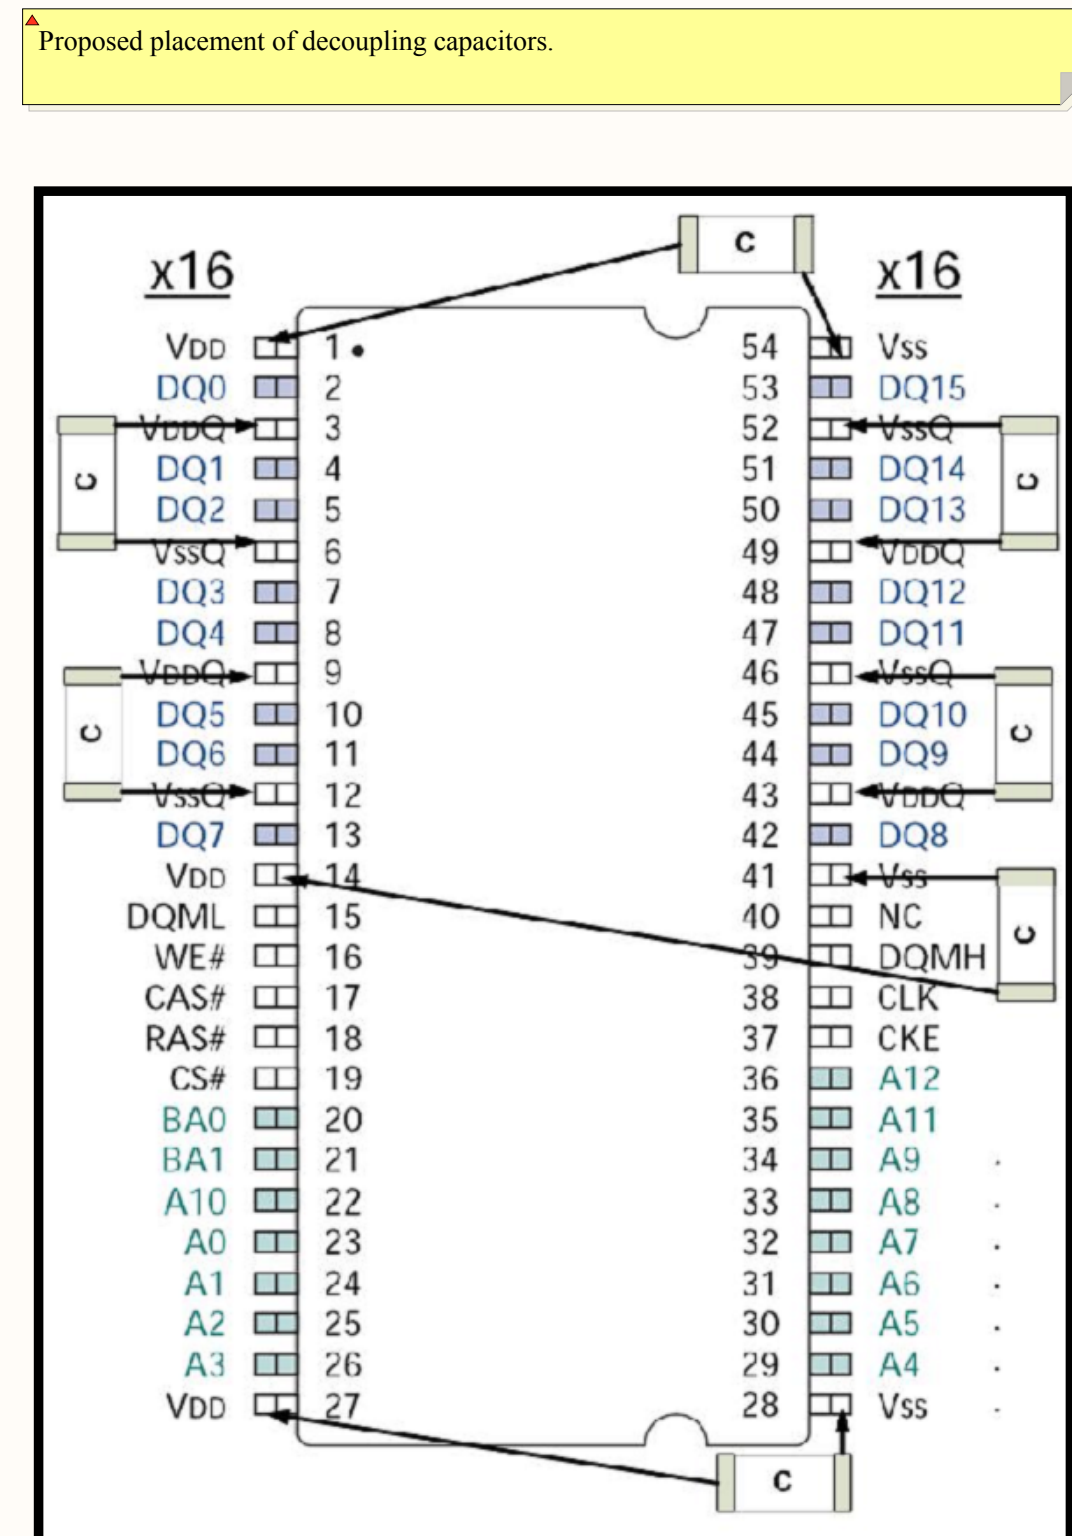 Proposed placement of decoupling capacitors.
C
x16 x16
VDD 1 54 VSS
DQ0 2 53 DQ15
VDDQ 3 52 VssQ
DQ1 4 51 DQ14
C C
DQ2 5 50 DQ13
VssQ 6 49 VDDQ
DQ3 7 48 DQ12
DQ4 8 47 DQ11
VDDQ 9 46 VssQ
DQ5 10 45 DQ10
C C
DQ6 11 44 DQ9
VssQ 12 43 VDDQ
DQ7 13 42 DQ8
VDD 14 41 Vss
DQML 15 40 NC
C
WE# 16 39 DQMH
CAS# 17 38 CLK
RAS# 18 37 CKE
CS# 19 36 A12
BA0 20 35 A11
BA1 21 34 A9
A10 22 33 A8
A0 23 32 A7
A1 24 31 A6
A2 25 30 A5
A3 26 29 A4
VDD 27 28 Vss
C